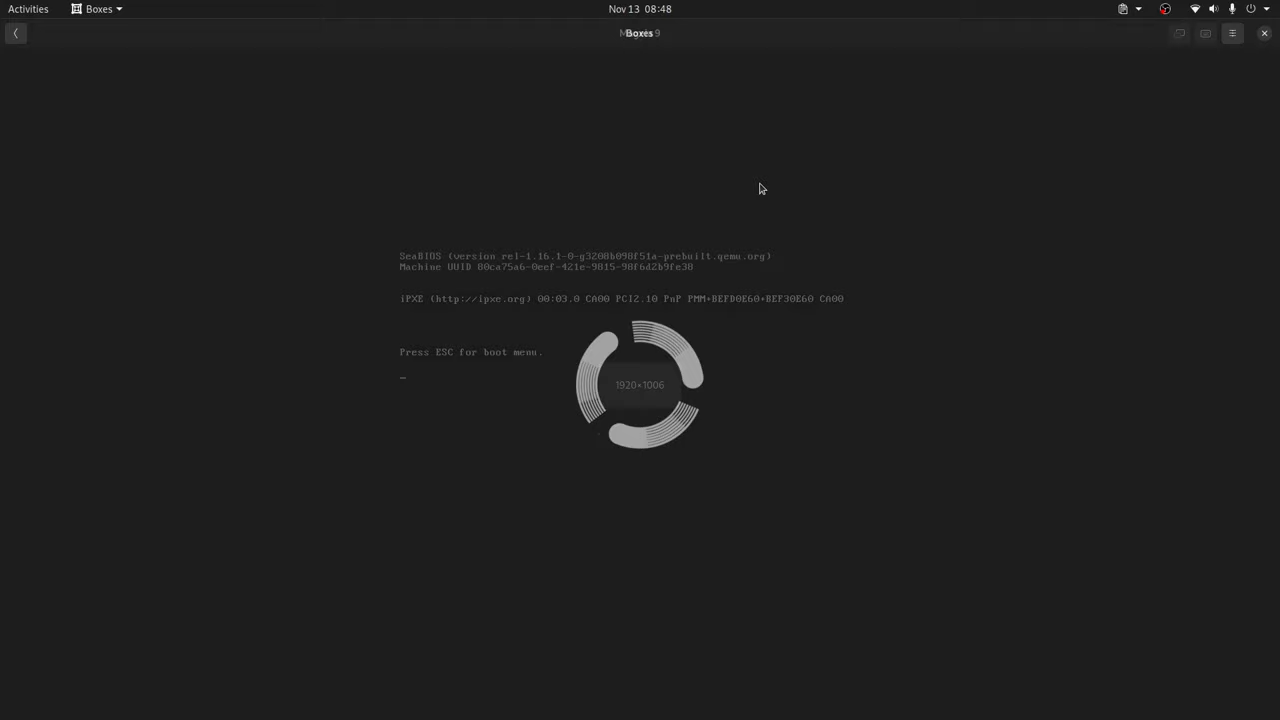 Activities
Boxes
Nov 13 08:48
Boxes
SeaBIOS (version rel-1.16.1-0-g3208b098f51a-prebuilt.qemu.org)
Machine UUID 80ca75a6-0eef-421e-9815-98f6d2b9fe38
iPXE (http://ipxe.org) 00:03.0 CA00 PCI2.10 PnP PMM+BEFD0E60+BEF30E60 CA00
Press ESC for boot menu.
1920×1006